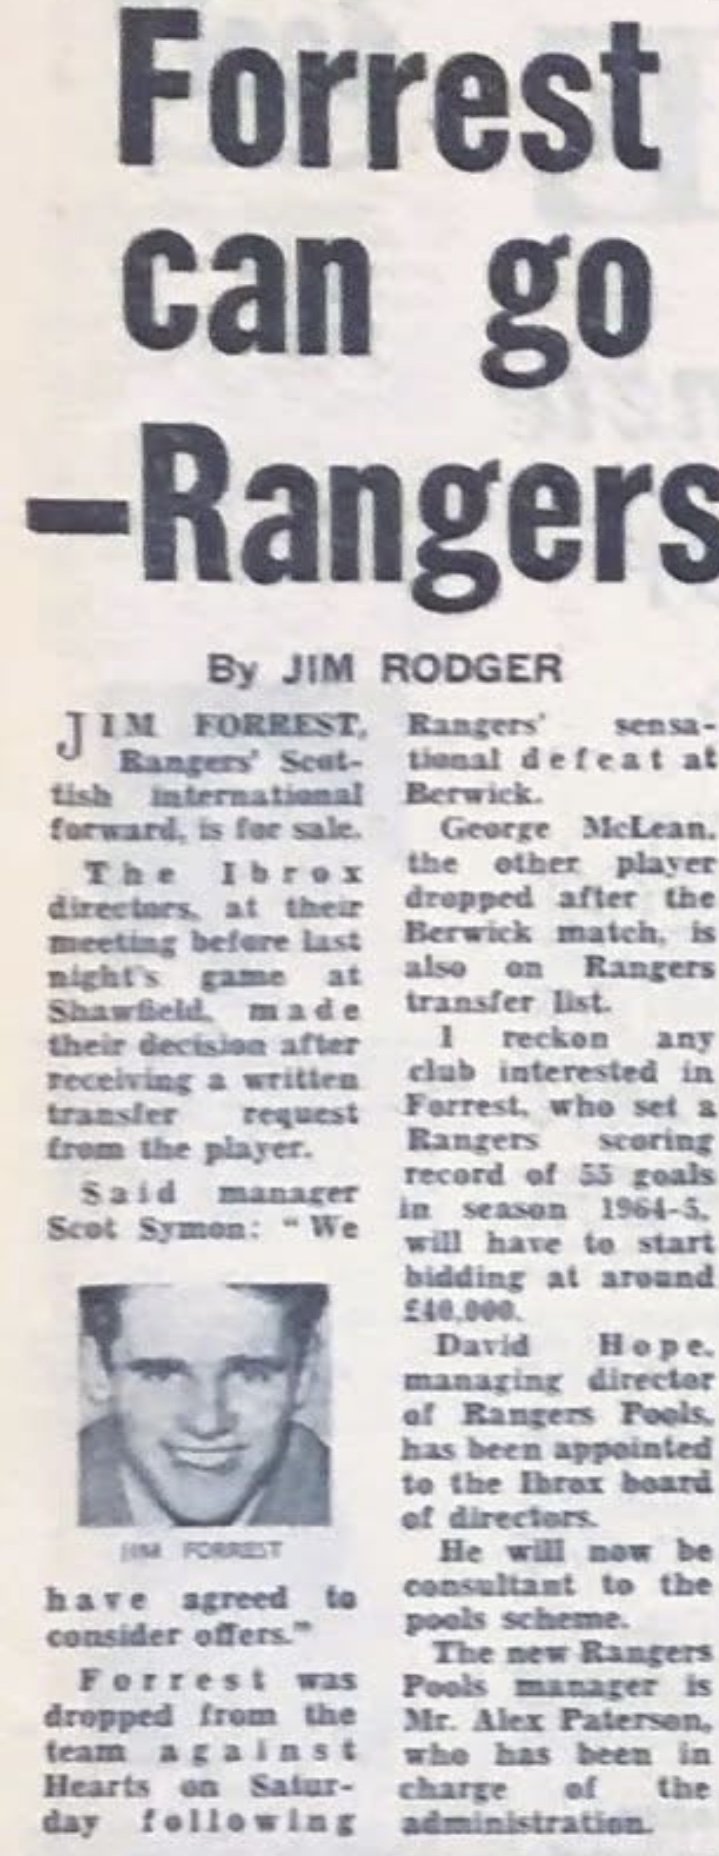 Forrest
can go
—Rangers
By JIM RODGER
JIM FORREST,
Rangers' Scot-
tish international
forward, is for sale.
The Ibrox
directors, at their
meeting before last
night's game at
Shawfield, made
their decision after
receiving a written
transfer request
from the player.
Said manager
Scot Symon: "We
JIM FORREST
have agreed to
consider offers."
Forrest was
dropped from the
team against
Hearts on Satur-
day following
Rangers' sensa-
tional defeat at
Berwick.
George McLean,
the other player
dropped after the
Berwick match, is
also on Rangers
transfer list.
I reckon any
club interested in
Forrest, who set a
Rangers scoring
record of 55 goals
in season 1964-5,
will have to start
bidding at around
£40,000.
David Hope,
managing director
of Rangers Pools,
has been appointed
to the Ibrox board
of directors.
He will now be
consultant to the
pools scheme.
The new Rangers
Pools manager is
Mr. Alex Paterson,
who has been in
charge of the
administration.